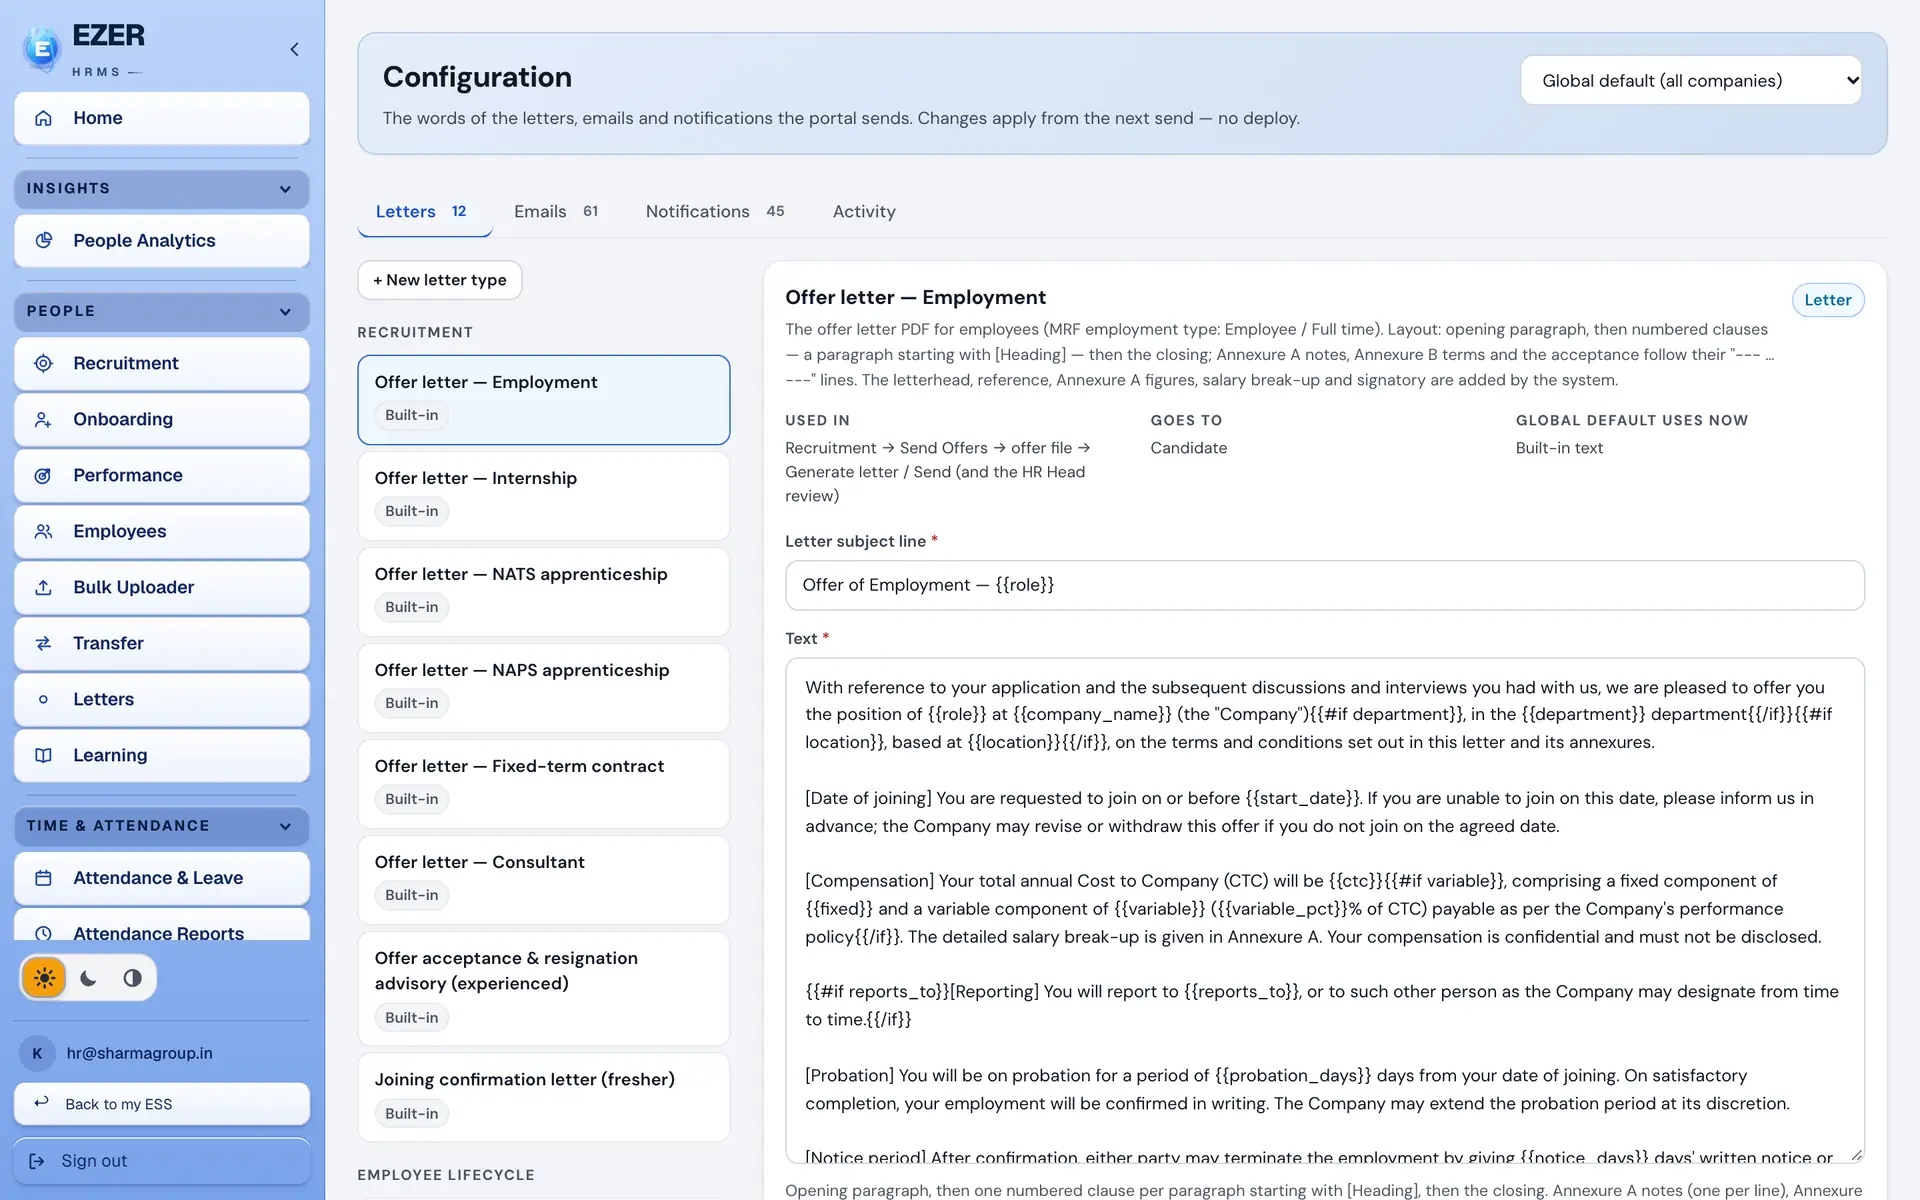 EZER
HRMS
Home
INSIGHTS
People Analytics
PEOPLE
Recruitment
Onboarding
Performance
Employees
Bulk Uploader
Transfer
Letters
Learning
TIME & ATTENDANCE
Attendance & Leave
Attendance Reports
K
hr@sharmagroup.in
Back to my ESS
Sign out
Configuration
The words of the letters, emails and notifications the portal sends. Changes apply from the next send — no deploy.
Global default (all companies)
Letters 12
Emails 61
Notifications 45
Activity
+ New letter type
RECRUITMENT
Offer letter — Employment
Built-in
Offer letter — Internship
Built-in
Offer letter — NATS apprenticeship
Built-in
Offer letter — NAPS apprenticeship
Built-in
Offer letter — Fixed-term contract
Built-in
Offer letter — Consultant
Built-in
Offer acceptance & resignation
advisory (experienced)
Built-in
Joining confirmation letter (fresher)
Built-in
EMPLOYEE LIFECYCLE
Offer letter — Employment
Letter
The offer letter PDF for employees (MRF employment type: Employee / Full time). Layout: opening paragraph, then numbered clauses
— a paragraph starting with [Heading] — then the closing; Annexure A notes, Annexure B terms and the acceptance follow their "--- …
---" lines. The letterhead, reference, Annexure A figures, salary break-up and signatory are added by the system.
USED IN
Recruitment → Send Offers → offer file →
Generate letter / Send (and the HR Head
review)
GOES TO
Candidate
GLOBAL DEFAULT USES NOW
Built-in text
Letter subject line *
Offer of Employment — {{role}}
Text *
With reference to your application and the subsequent discussions and interviews you had with us, we are pleased to offer you
the position of {{role}} at {{company_name}} (the "Company"){{#if department}}, in the {{department}} department{{/if}}{{#if
location}}, based at {{location}}{{/if}}, on the terms and conditions set out in this letter and its annexures.
[Date of joining] You are requested to join on or before {{start_date}}. If you are unable to join on this date, please inform us in
advance; the Company may revise or withdraw this offer if you do not join on the agreed date.
[Compensation] Your total annual Cost to Company (CTC) will be {{ctc}}{{#if variable}}, comprising a fixed component of
{{fixed}} and a variable component of {{variable}} ({{variable_pct}}% of CTC) payable as per the Company's performance
policy{{/if}}. The detailed salary break-up is given in Annexure A. Your compensation is confidential and must not be disclosed.
{{#if reports_to}}[Reporting] You will report to {{reports_to}}, or to such other person as the Company may designate from time
to time.{{/if}}
[Probation] You will be on probation for a period of {{probation_days}} days from your date of joining. On satisfactory
completion, your employment will be confirmed in writing. The Company may extend the probation period at its discretion.
[Notice period] After confirmation, either party may terminate the employment by giving {{notice_days}} days' written notice or
Opening paragraph, then one numbered clause per paragraph starting with [Heading], then the closing. Annexure A notes (one per line), Annexure